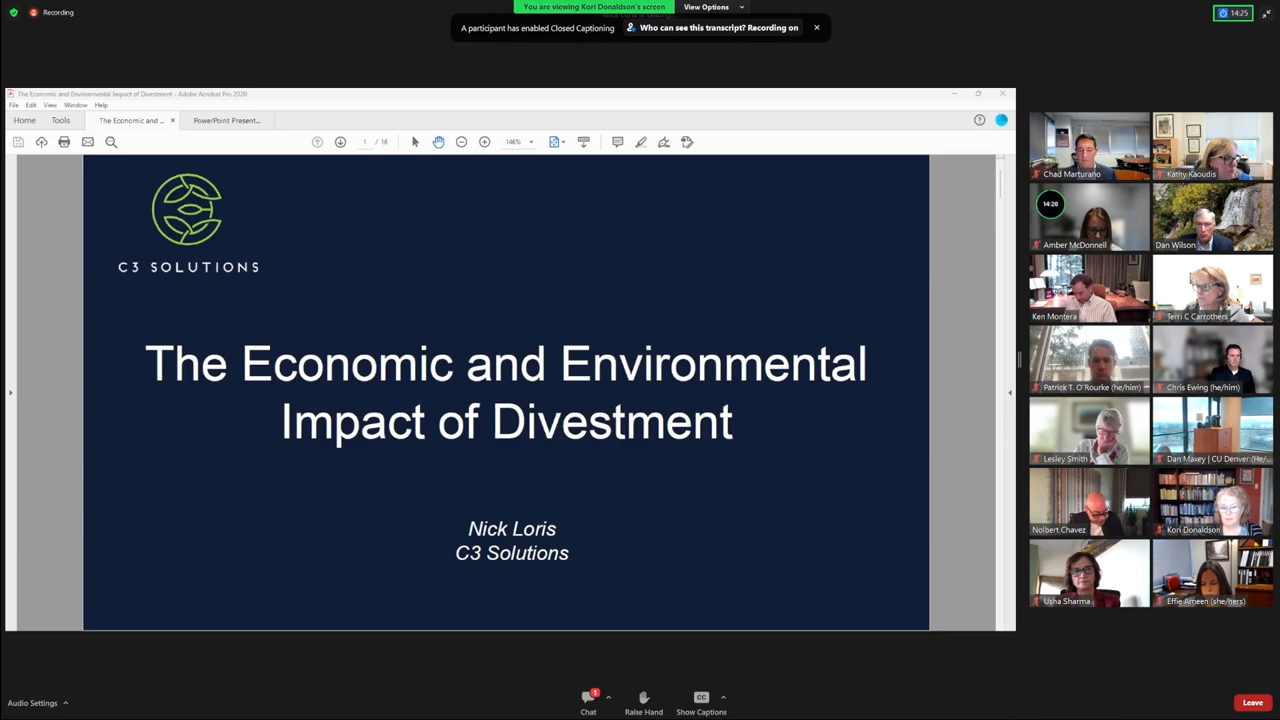 Recording
You are viewing Kori Donaldson's screen
View Options
14:25
A participant has enabled Closed Captioning
Who can see this transcript? Recording on
The Economic and Environmental Impact of Divestment - Adobe Acrobat Pro 2020
File Edit View Window Help
Home Tools The Economic and ... PowerPoint Present...
1 / 16 146%
C3 SOLUTIONS
The Economic and Environmental
Impact of Divestment
Nick Loris
C3 Solutions
Chad Marturano
Kathy Kaoudis
14:26
Amber McDonnell
Dan Wilson
Ken Montera
Terri C Carrothers
Patrick T. O'Rourke (he/him)
Chris Ewing (he/him)
Lesley Smith
Dan Maxey | CU Denver (He/...
Nolbert Chavez
Kori Donaldson
Usha Sharma
Effie Ameen (she/hers)
Audio Settings
1
Chat
Raise Hand
CC
Show Captions
Leave